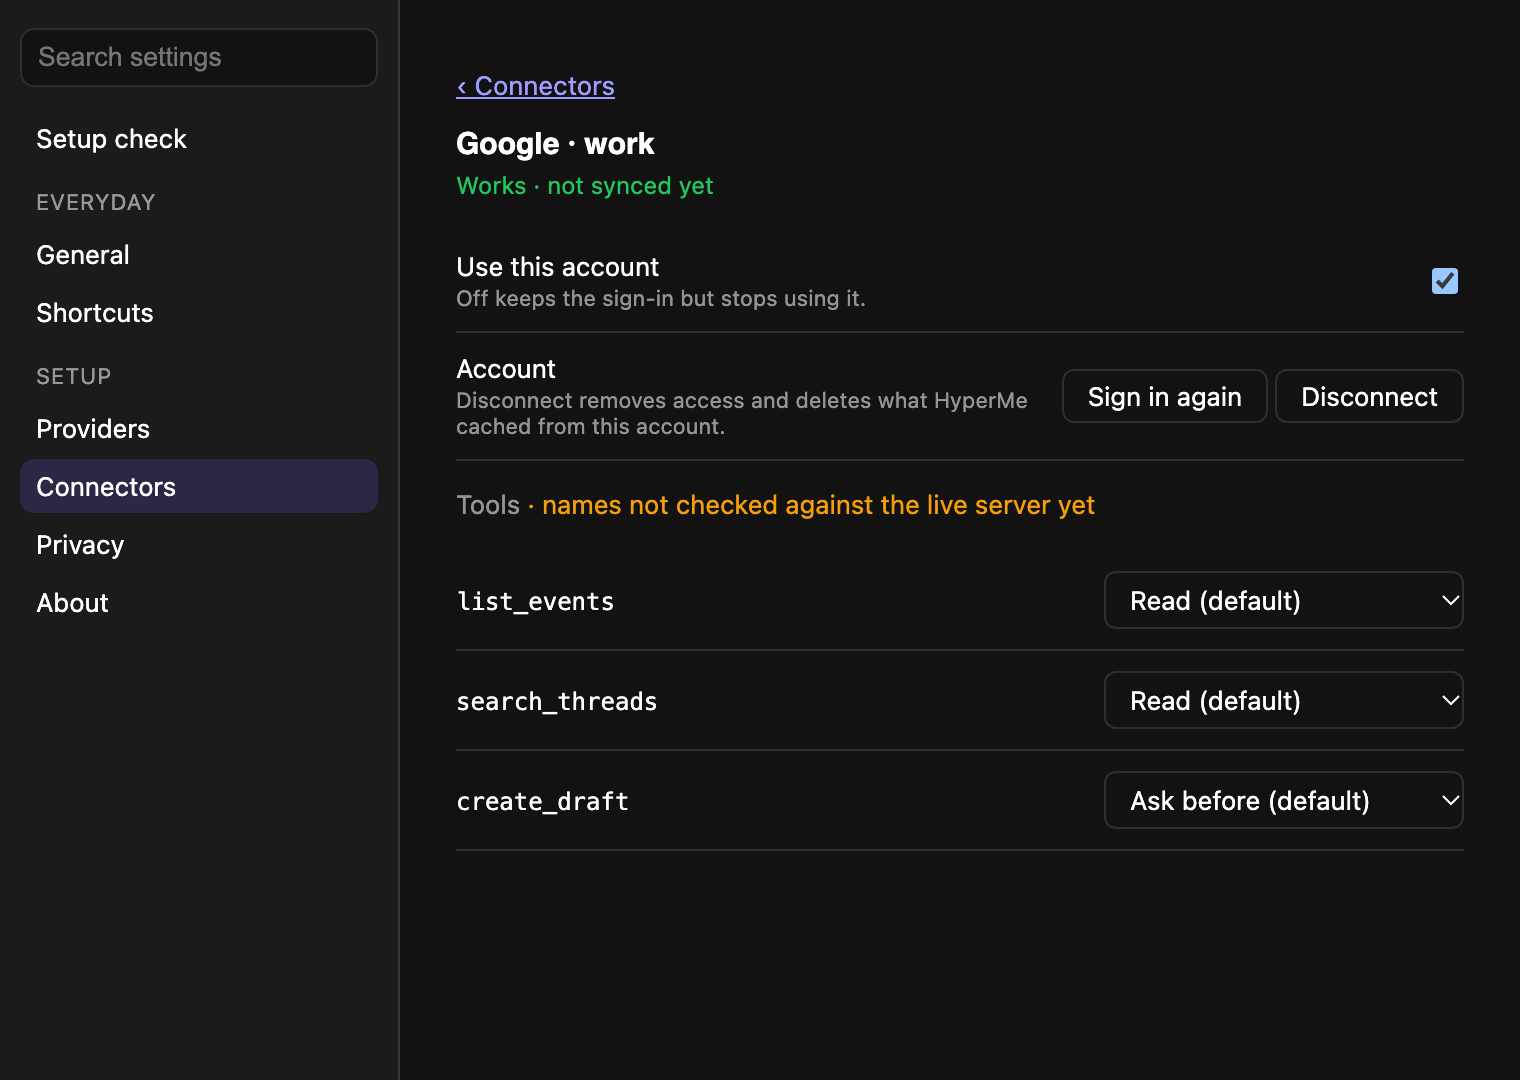 Search settings
Setup check
EVERYDAY
General
Shortcuts
SETUP
Providers
Connectors
Privacy
About
‹ Connectors
Google · work
Works · not synced yet
Use this account
Off keeps the sign-in but stops using it.
Account
Disconnect removes access and deletes what HyperMe
cached from this account.
Sign in again
Disconnect
Tools · names not checked against the live server yet
list_events
Read (default)
search_threads
Read (default)
create_draft
Ask before (default)